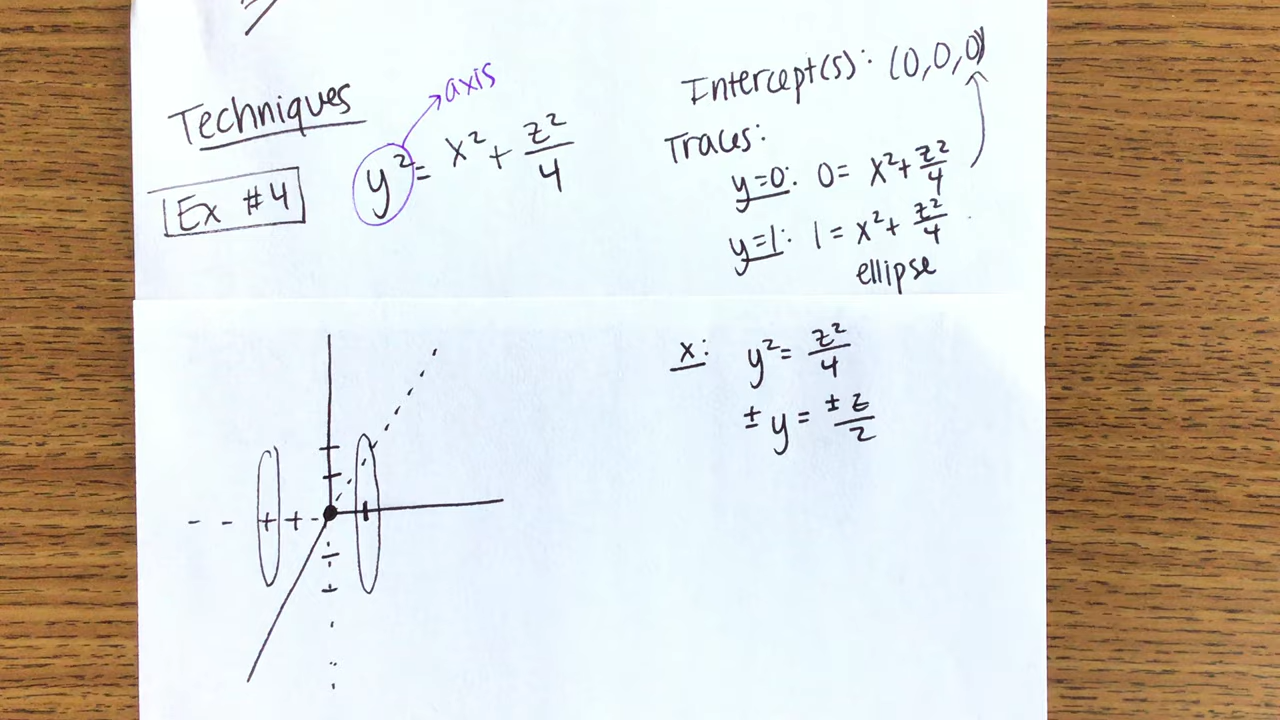 Techniques
Ex #4
axis
y² = x² + z²/4
Intercept(s): (0,0,0)
Traces:
y=0: 0 = x² + z²/4
y=1: 1 = x² + z²/4
ellipse
x: y² = z²/4
± y = ± z/2